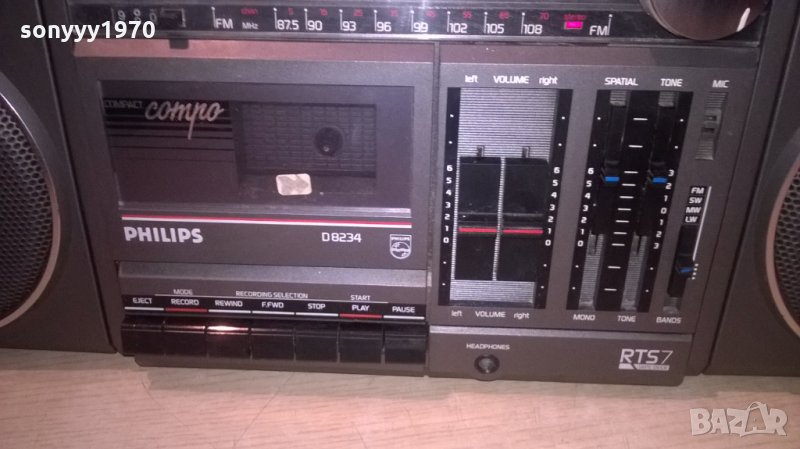 sonyyy1970
FM MHz 87.5 90 93 96 102 105 108 stereo FM
left VOLUME right
SPATIAL TONE
MIC
COMPACT
compo
6 5 4 3 2 1 0
6 5 4 3 2 1 0
FM
SW
MW
LW
PHILIPS
D8234
PHILIPS
MODE RECORDING SELECTION START
EJECT RECORD REWIND F.FWD STOP PLAY PAUSE
left VOLUME right
MONO TONE BANDS
HEADPHONES
RTS7
BAZAR